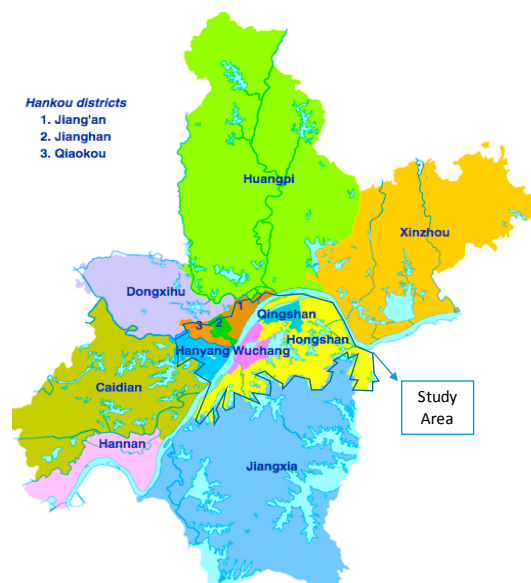 Hankou districts
1. Jiang'an
2. Jianghan
3. Qiaokou
Huangpi
Xinzhou
Dongxihu
1
Qingshan
3 2
Hongshan
Hanyang Wuchang
Caidian
Study
Area
Hannan
Jiangxia